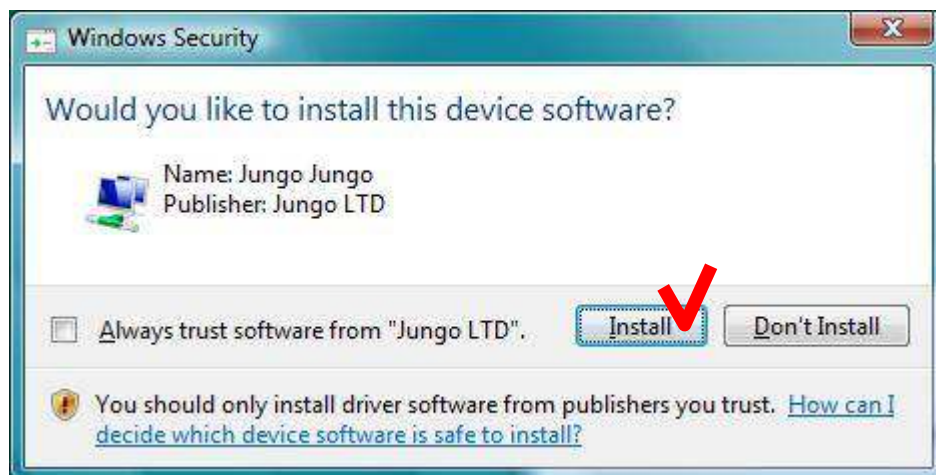 Windows Security
Would you like to install this device software?
Name: Jungo Jungo
Publisher: Jungo LTD
Always trust software from "Jungo LTD". Install Don't Install
You should only install driver software from publishers you trust. How can I
decide which device software is safe to install?